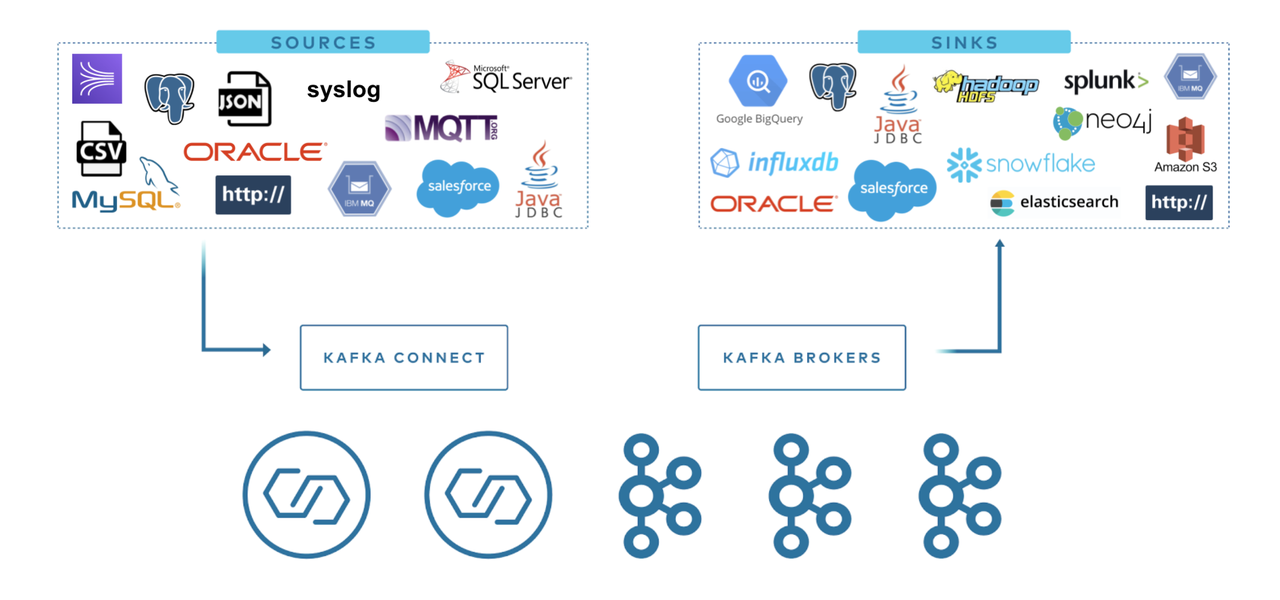 SOURCES
JSON
syslog
Microsoft®
SQL Server®
CSV
ORACLE®
MQTT.ORG
MySQL®
http://
IBM MQ
salesforce
Java
JDBC
SINKS
Google BigQuery
Java
JDBC
hadoop
HDFS
splunk>
IBM MQ
neo4j
influxdb
salesforce
snowflake
Amazon S3
ORACLE®
elasticsearch
http://
KAFKA CONNECT
KAFKA BROKERS